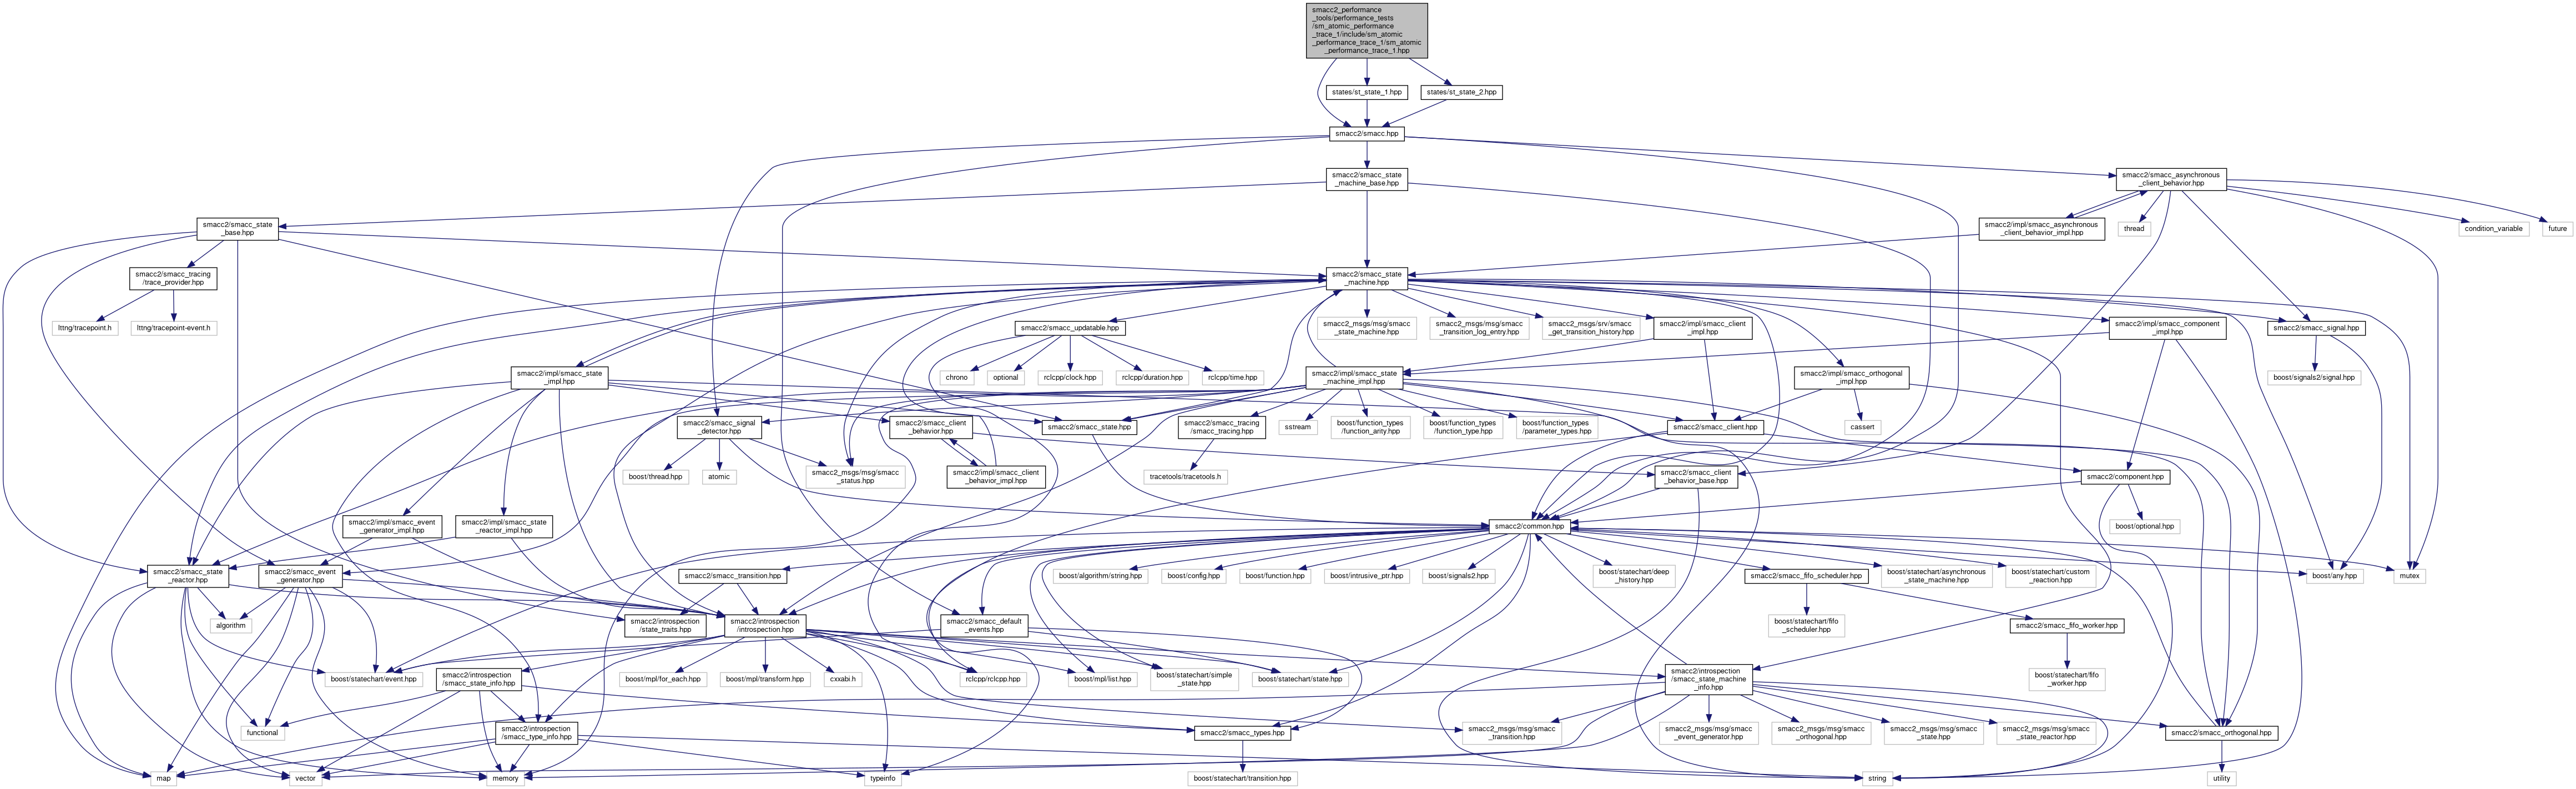 smacc2_performance
_tools/performance_tests
/sm_atomic_performance
_trace_1/include/sm_atomic
_performance_trace_1/sm_atomic
_performance_trace_1.hpp
states/st_state_1.hpp
states/st_state_2.hpp
smacc2/smacc.hpp
smacc2/smacc_state
_machine_base.hpp
smacc2/smacc_asynchronous
_client_behavior.hpp
smacc2/smacc_state
_base.hpp
smacc2/impl/smacc_asynchronous
_client_behavior_impl.hpp
thread
condition_variable
future
smacc2/smacc_tracing
/trace_provider.hpp
smacc2/smacc_state
_machine.hpp
lttng/tracepoint.h
lttng/tracepoint-event.h
smacc2/smacc_updatable.hpp
smacc2_msgs/msg/smacc
_state_machine.hpp
smacc2_msgs/msg/smacc
_transition_log_entry.hpp
smacc2_msgs/srv/smacc
_get_transition_history.hpp
smacc2/impl/smacc_client
_impl.hpp
smacc2/impl/smacc_component
_impl.hpp
smacc2/smacc_signal.hpp
smacc2/impl/smacc_state
_impl.hpp
chrono
optional
rclcpp/clock.hpp
rclcpp/duration.hpp
rclcpp/time.hpp
smacc2/impl/smacc_state
_machine_impl.hpp
smacc2/impl/smacc_orthogonal
_impl.hpp
boost/signals2/signal.hpp
smacc2/smacc_signal
_detector.hpp
smacc2/smacc_client
_behavior.hpp
smacc2/smacc_state.hpp
smacc2/smacc_tracing
/smacc_tracing.hpp
sstream
boost/function_types
/function_arity.hpp
boost/function_types
/function_type.hpp
boost/function_types
/parameter_types.hpp
smacc2/smacc_client.hpp
cassert
boost/thread.hpp
atomic
smacc2_msgs/msg/smacc
_status.hpp
smacc2/impl/smacc_client
_behavior_impl.hpp
tracetools/tracetools.h
smacc2/smacc_client
_behavior_base.hpp
smacc2/component.hpp
smacc2/impl/smacc_event
_generator_impl.hpp
smacc2/impl/smacc_state
_reactor_impl.hpp
smacc2/common.hpp
boost/optional.hpp
smacc2/smacc_state
_reactor.hpp
smacc2/smacc_event
_generator.hpp
smacc2/smacc_transition.hpp
boost/algorithm/string.hpp
boost/config.hpp
boost/function.hpp
boost/intrusive_ptr.hpp
boost/signals2.hpp
boost/statechart/deep
_history.hpp
smacc2/smacc_fifo_scheduler.hpp
boost/statechart/asynchronous
_state_machine.hpp
boost/statechart/custom
_reaction.hpp
boost/any.hpp
mutex
algorithm
smacc2/introspection
/state_traits.hpp
smacc2/introspection
/introspection.hpp
smacc2/smacc_default
_events.hpp
boost/statechart/fifo
_scheduler.hpp
smacc2/smacc_fifo_worker.hpp
boost/statechart/event.hpp
smacc2/introspection
/smacc_state_info.hpp
boost/mpl/for_each.hpp
boost/mpl/transform.hpp
cxxabi.h
rclcpp/rclcpp.hpp
boost/mpl/list.hpp
boost/statechart/simple
_state.hpp
boost/statechart/state.hpp
smacc2/introspection
/smacc_state_machine
_info.hpp
boost/statechart/fifo
_worker.hpp
functional
smacc2/introspection
/smacc_type_info.hpp
smacc2/smacc_types.hpp
smacc2_msgs/msg/smacc
_transition.hpp
smacc2_msgs/msg/smacc
_event_generator.hpp
smacc2_msgs/msg/smacc
_orthogonal.hpp
smacc2_msgs/msg/smacc
_state.hpp
smacc2_msgs/msg/smacc
_state_reactor.hpp
smacc2/smacc_orthogonal.hpp
map
vector
memory
typeinfo
boost/statechart/transition.hpp
string
utility